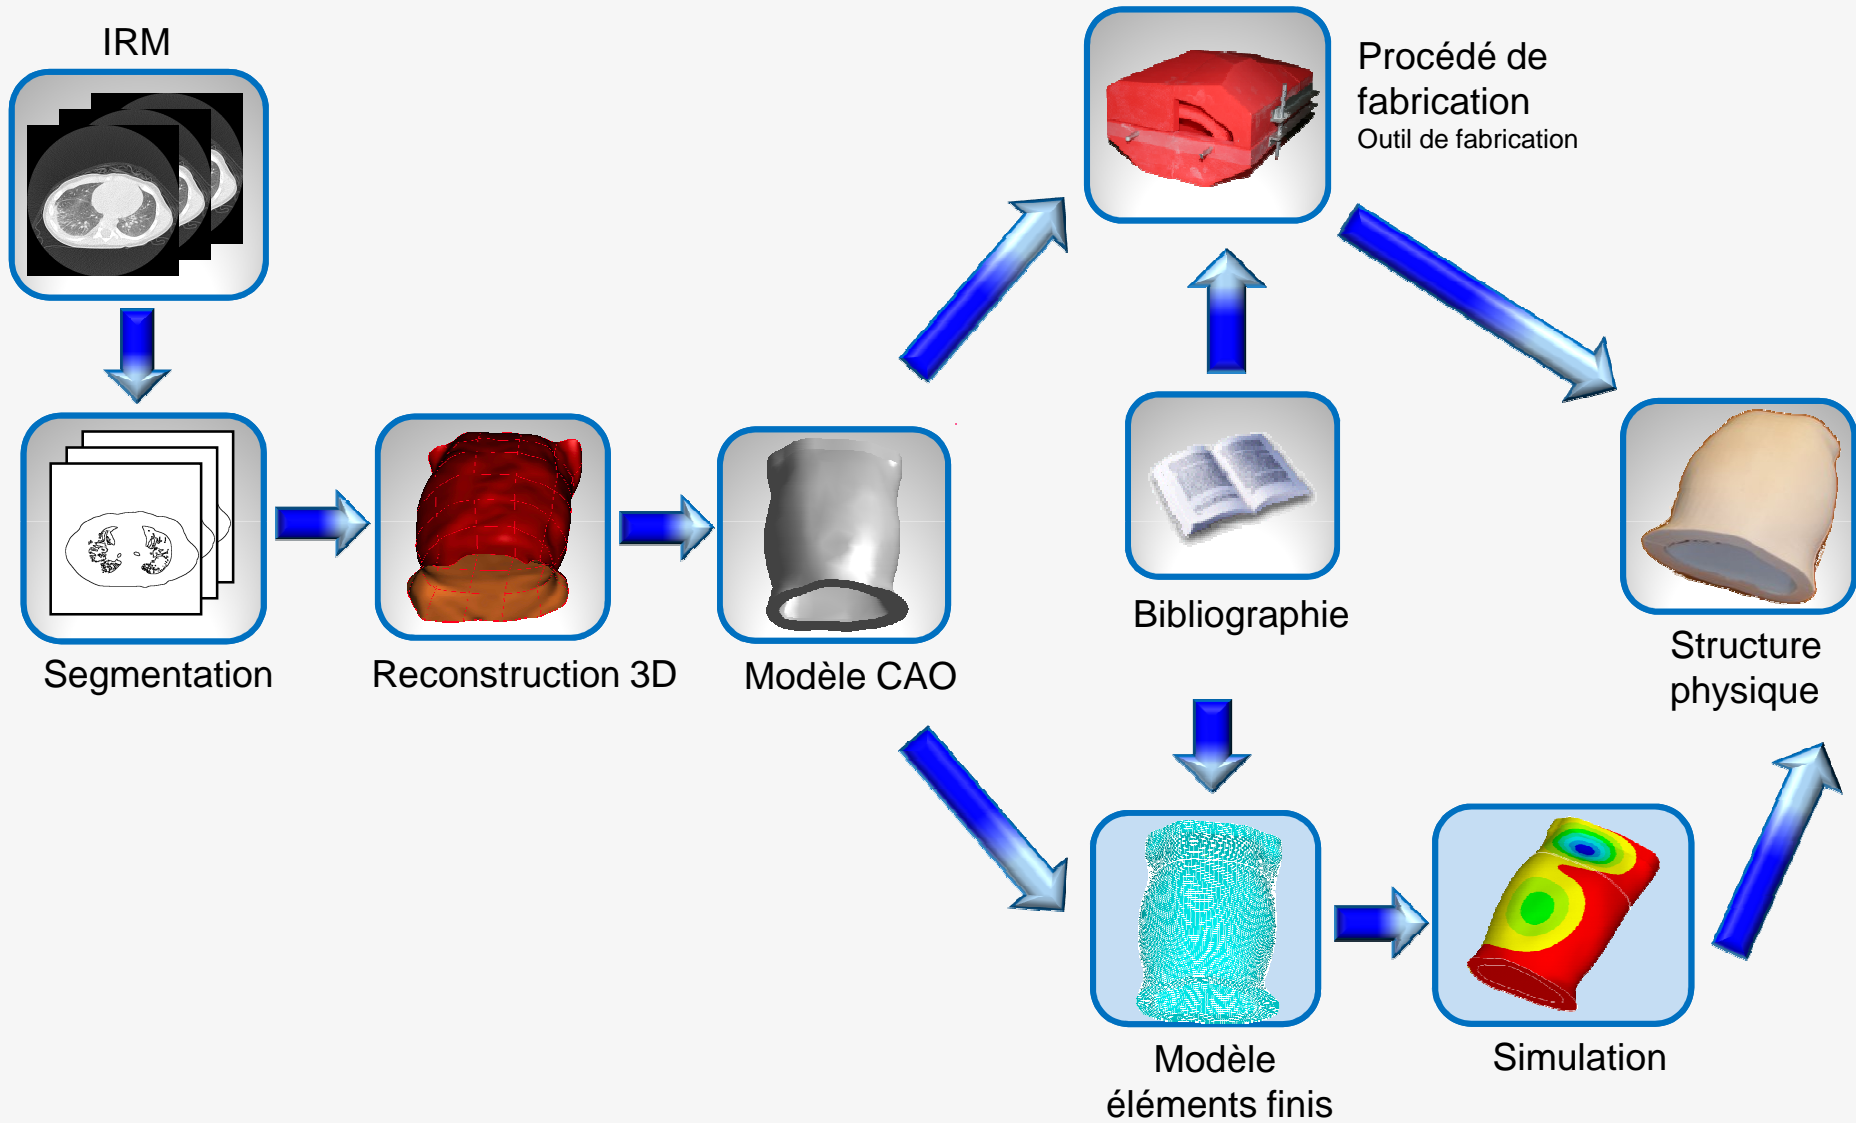 IRM
Procédé de
fabrication
Outil de fabrication
Segmentation
Reconstruction 3D
Modèle CAO
Bibliographie
Structure
physique
Modèle
éléments finis
Simulation